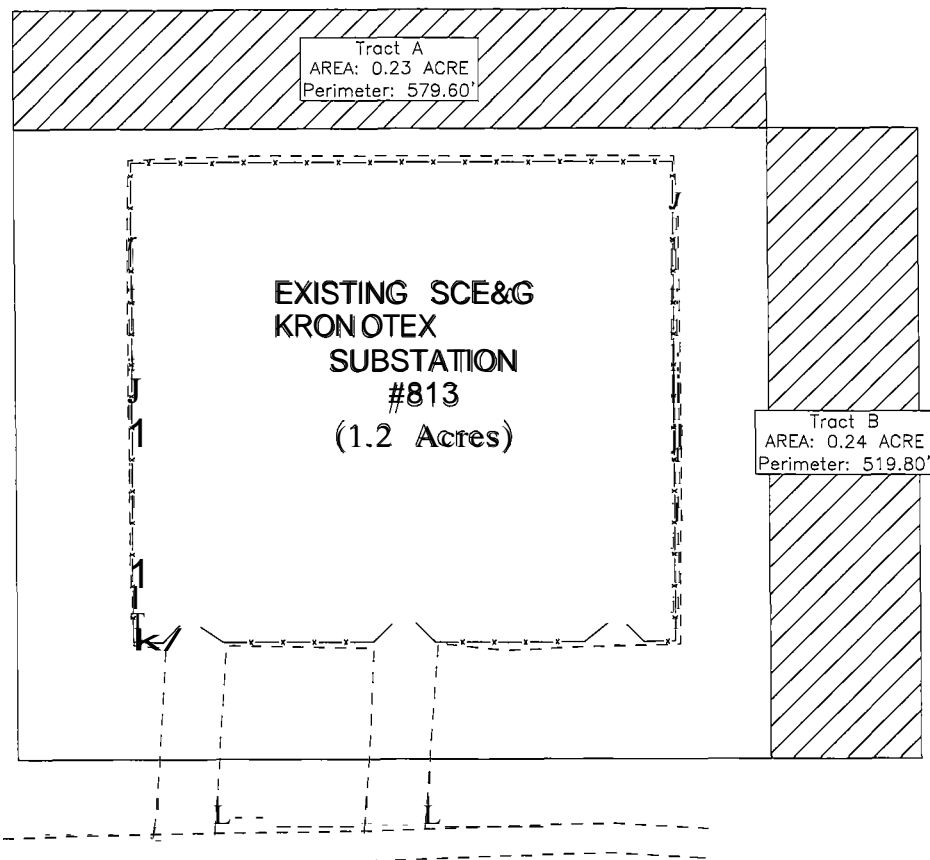 Tract A
AREA: 0.23 ACRE
Perimeter: 579.60'
EXISTING SCE&G
KRONOTEX
SUBSTATION
#813
(1.2 Acres)
Tract B
AREA: 0.24 ACRE
Perimeter: 519.80'